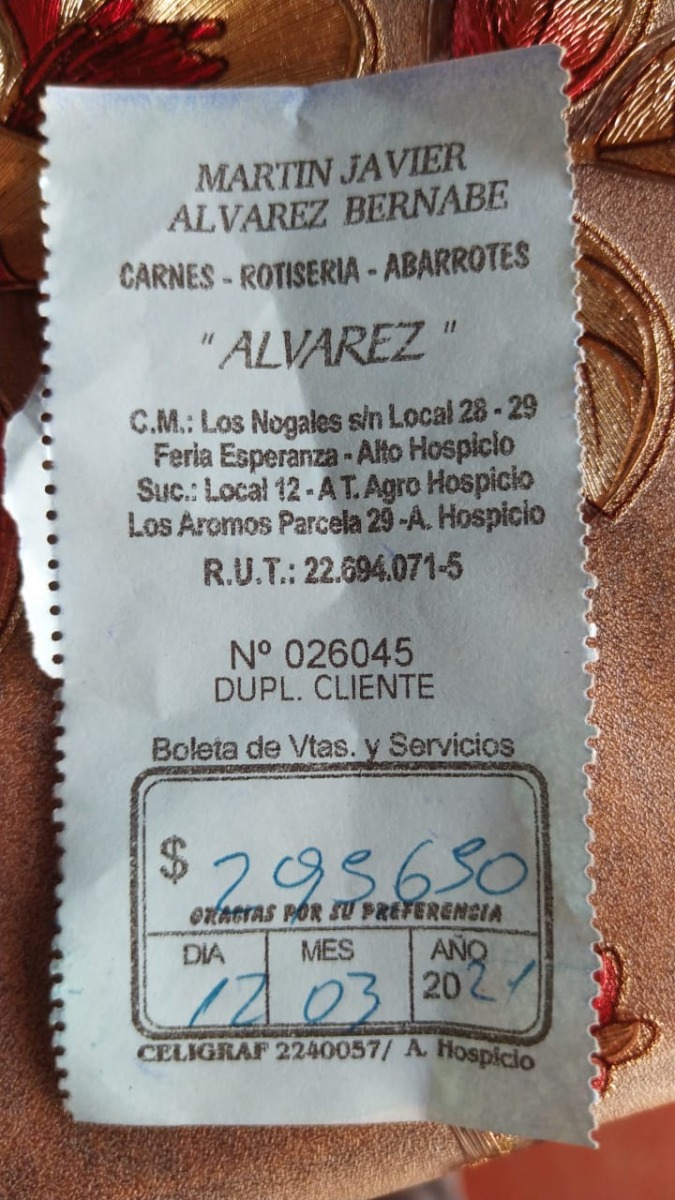 MARTIN JAVIER
ALVAREZ BERNABE
CARNES - ROTISERIA - ABARROTES
" ALVAREZ "
C.M.: Los Nogales s/n Local 28 - 29
Feria Esperanza - Alto Hospicio
Suc.: Local 12 - A T. Agro Hospicio
Los Aromos Parcela 29 -A. Hospicio
R.U.T.: 22.694.071-5
Nº 026045
DUPL. CLIENTE
Boleta de Vtas. y Servicios
$ 295650
GRACIAS POR SU PREFERENCIA
DIA MES AÑO
12 03 2021
CELIGRAF 2240057/ A. Hospicio